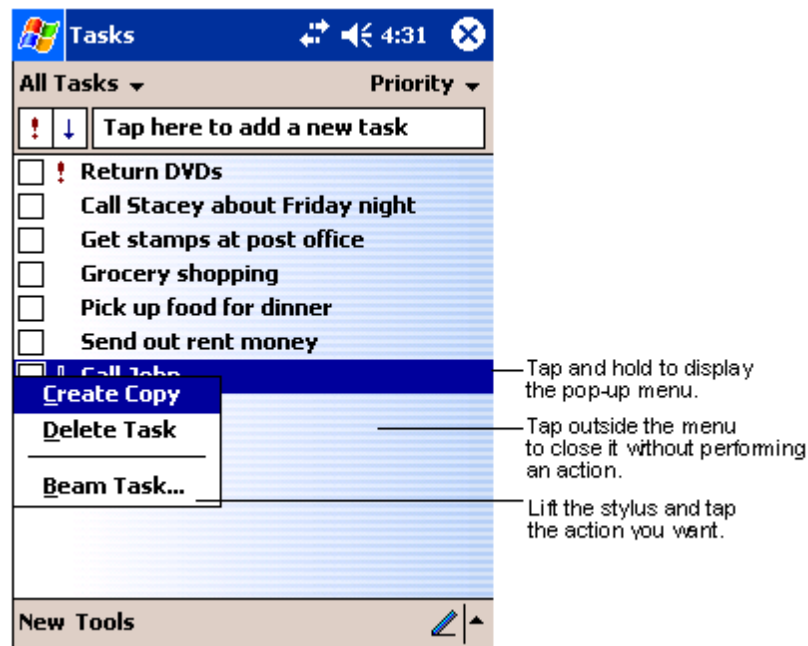 Tasks 4:31
All Tasks Priority
! ↓ Tap here to add a new task
! Return DVDs
Call Stacey about Friday night
Get stamps at post office
Grocery shopping
Pick up food for dinner
Send out rent money
Call John
Create Copy
Delete Task
Beam Task...
Tap and hold to display
the pop-up menu.
Tap outside the menu
to close it without performing
an action.
Lift the stylus and tap
the action you want.
New Tools